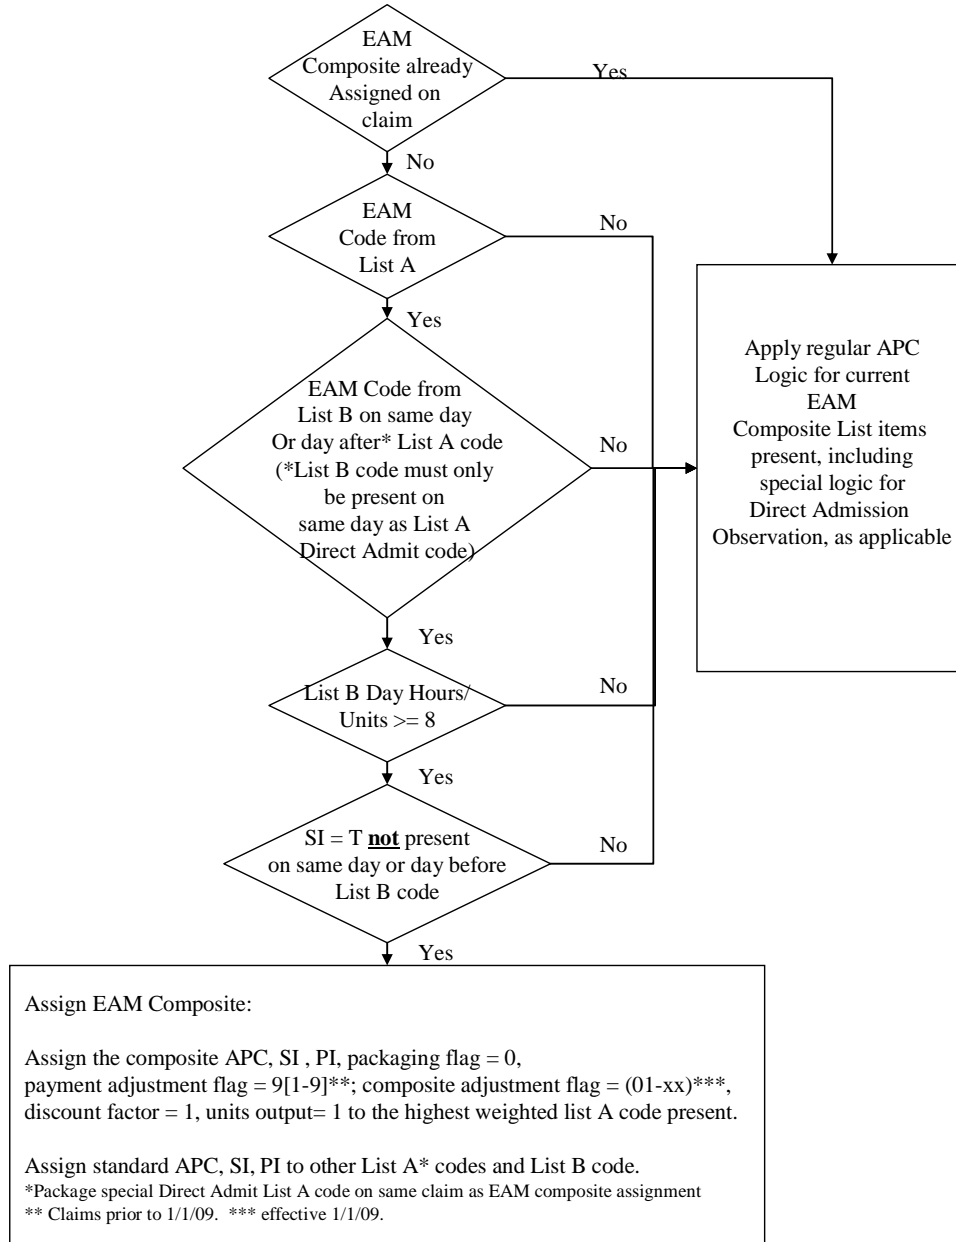 EAM
Composite already
Assigned on
claim
Yes
No
EAM
Code from
List A
No
Yes
EAM Code from
List B on same day
Or day after* List A code
(*List B code must only
be present on
same day as List A
Direct Admit code)
No
Apply regular APC
Logic for current
EAM
Composite List items
present, including
special logic for
Direct Admission
Observation, as applicable
Yes
List B Day Hours/
Units >= 8
No
Yes
SI = T not present
on same day or day before
List B code
No
Yes
Assign EAM Composite:
Assign the composite APC, SI , PI, packaging flag = 0,
payment adjustment flag = 9[1-9]**; composite adjustment flag = (01-xx)***,
discount factor = 1, units output= 1 to the highest weighted list A code present.
Assign standard APC, SI, PI to other List A* codes and List B code.
*Package special Direct Admit List A code on same claim as EAM composite assignment
** Claims prior to 1/1/09.  *** effective 1/1/09.